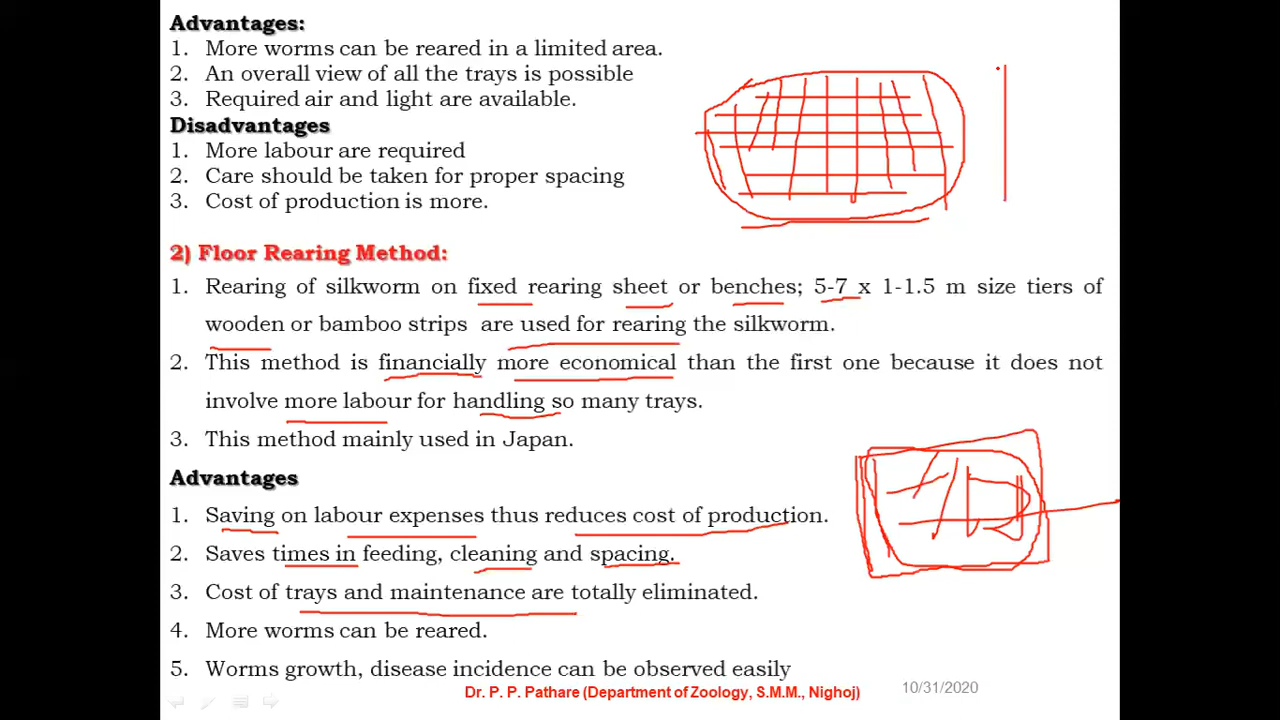 Advantages:
1. More worms can be reared in a limited area.
2. An overall view of all the trays is possible
3. Required air and light are available.
Disadvantages
1. More labour are required
2. Care should be taken for proper spacing
3. Cost of production is more.
2) Floor Rearing Method:
1. Rearing of silkworm on fixed rearing sheet or benches; 5-7 x 1-1.5 m size tiers of
wooden or bamboo strips are used for rearing the silkworm.
2. This method is financially more economical than the first one because it does not
involve more labour for handling so many trays.
3. This method mainly used in Japan.
Advantages
1. Saving on labour expenses thus reduces cost of production.
2. Saves times in feeding, cleaning and spacing.
3. Cost of trays and maintenance are totally eliminated.
4. More worms can be reared.
5. Worms growth, disease incidence can be observed easily
Dr. P. P. Pathare (Department of Zoology, S.M.M., Nighoj)
10/31/2020